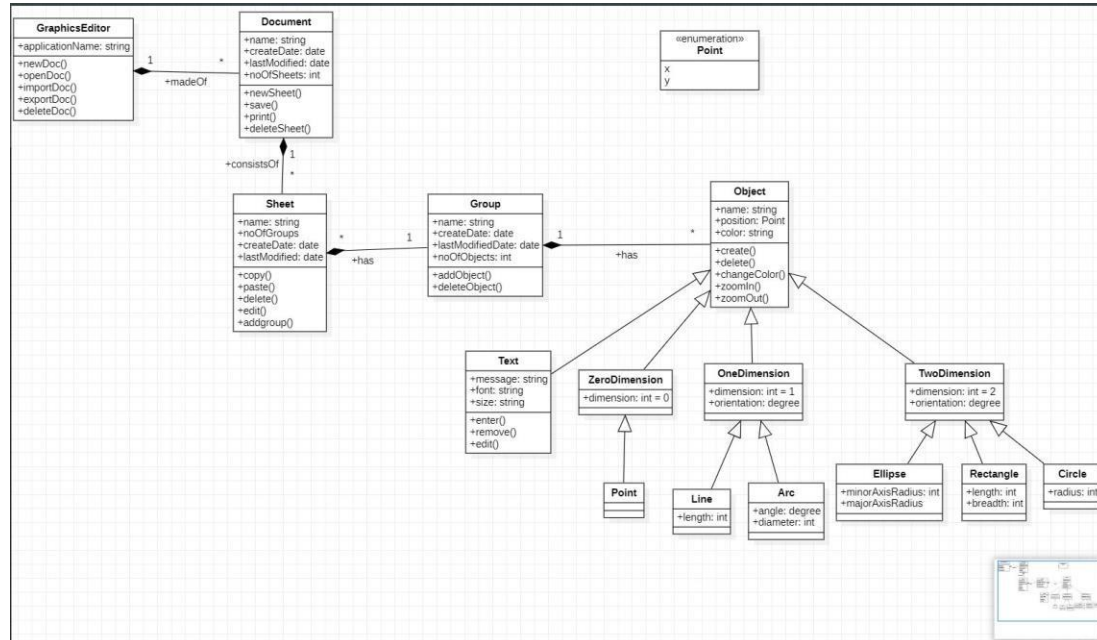 GraphicsEditor
+applicationName: string
+newDoc()
+openDoc()
+importDoc()
+exportDoc()
+deleteDoc()
1
*
+madeOf
Document
+name: string
+createDate: date
+lastModified: date
+noOfSheets: int
+newSheet()
+save()
+print()
+deleteSheet()
«enumeration»
Point
x
y
1
+consistsOf
*
Sheet
+name: string
+noOfGroups
+createDate: date
+lastModified: date
+copy()
+paste()
+delete()
+edit()
+addgroup()
*
1
+has
Group
+name: string
+createDate: date
+lastModifiedDate: date
+noOfObjects: int
+addObject()
+deleteObject()
1
*
+has
Object
+name: string
+position: Point
+color: string
+create()
+delete()
+changeColor()
+zoomIn()
+zoomOut()
Text
+message: string
+font: string
+size: string
+enter()
+remove()
+edit()
ZeroDimension
+dimension: int = 0
OneDimension
+dimension: int = 1
+orientation: degree
TwoDimension
+dimension: int = 2
+orientation: degree
Point
Line
+length: int
Arc
+angle: degree
+diameter: int
Ellipse
+minorAxisRadius: int
+majorAxisRadius
Rectangle
+length: int
+breadth: int
Circle
+radius: int